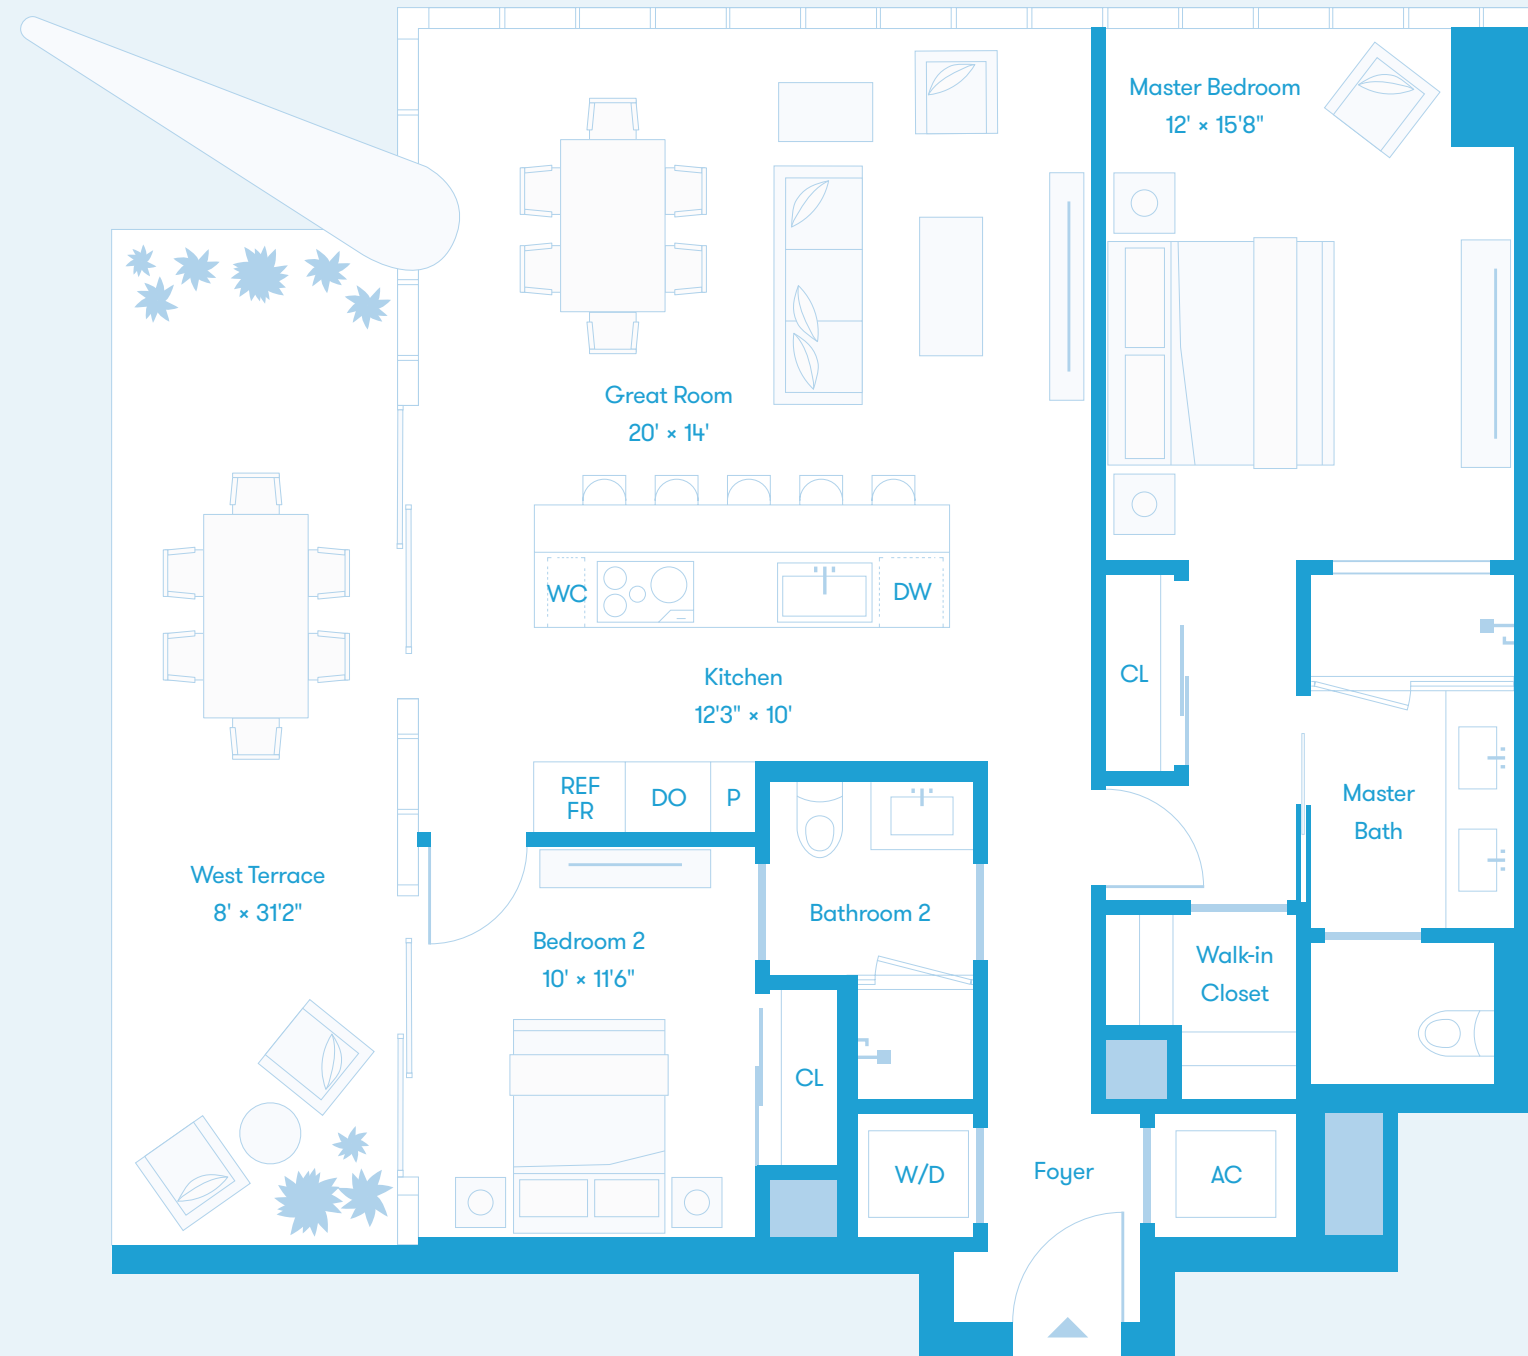 Master Bedroom
12' × 15'8"
Great Room
20' × 14'
WC
DW
Kitchen
12'3" × 10'
CL
REF
FR
DO
P
Master
Bath
West Terrace
8' × 31'2"
Bedroom 2
10' × 11'6"
Bathroom 2
Walk-in
Closet
CL
W/D
Foyer
AC